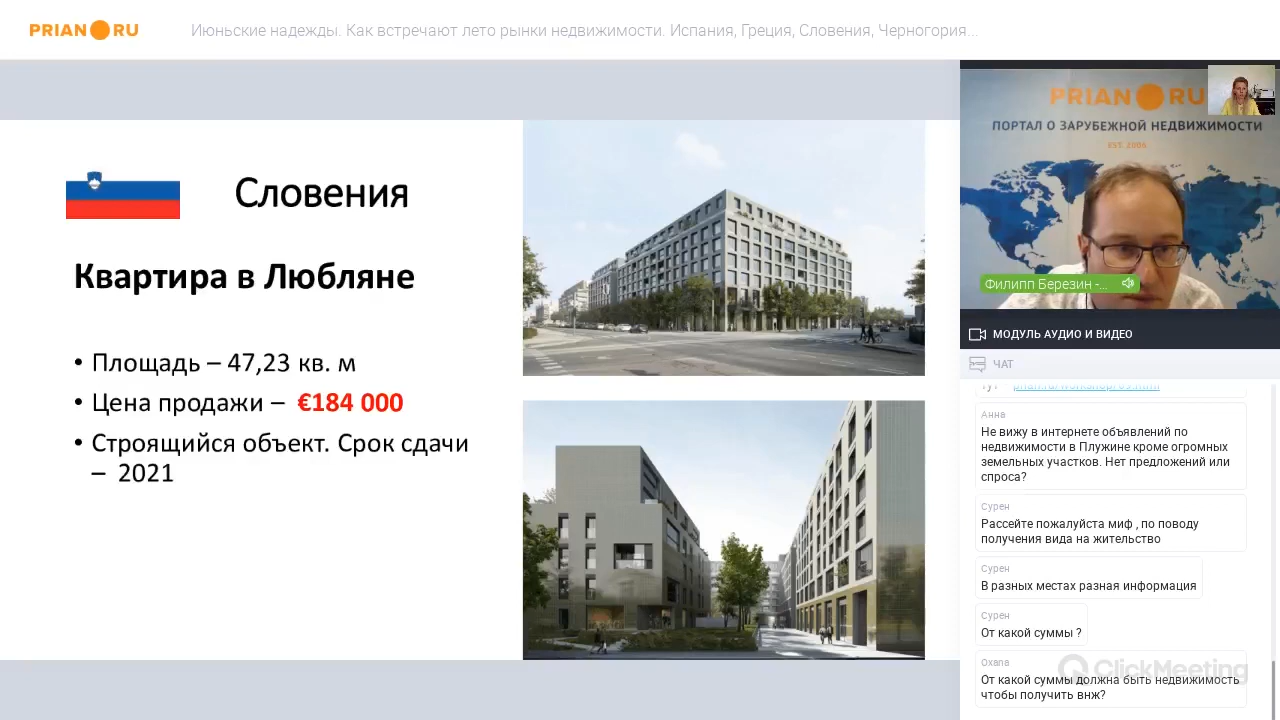 PRIAN RU
Июньские надежды. Как встречают лето рынки недвижимости. Испания, Греция, Словения, Черногория...
Словения
Квартира в Любляне
• Площадь – 47,23 кв. м
• Цена продажи – €184 000
• Строящийся объект. Срок сдачи
– 2021
PRIAN RU
ПОРТАЛ О ЗАРУБЕЖНОЙ НЕДВИЖИМОСТИ
EST. 2006
Филипп Березин -...
МОДУЛЬ АУДИО И ВИДЕО
ЧАТ
Анна
Не вижу в интернете объявлений по
недвижимости в Плужине кроме огромных
земельных участков. Нет предложений или
спроса?
Сурен
Рассейте пожалуйста миф , по поводу
получения вида на жительство
Сурен
В разных местах разная информация
Сурен
От какой суммы ?
Oxana
ClickMeeting
От какой суммы должна быть недвижимость
чтобы получить внж?